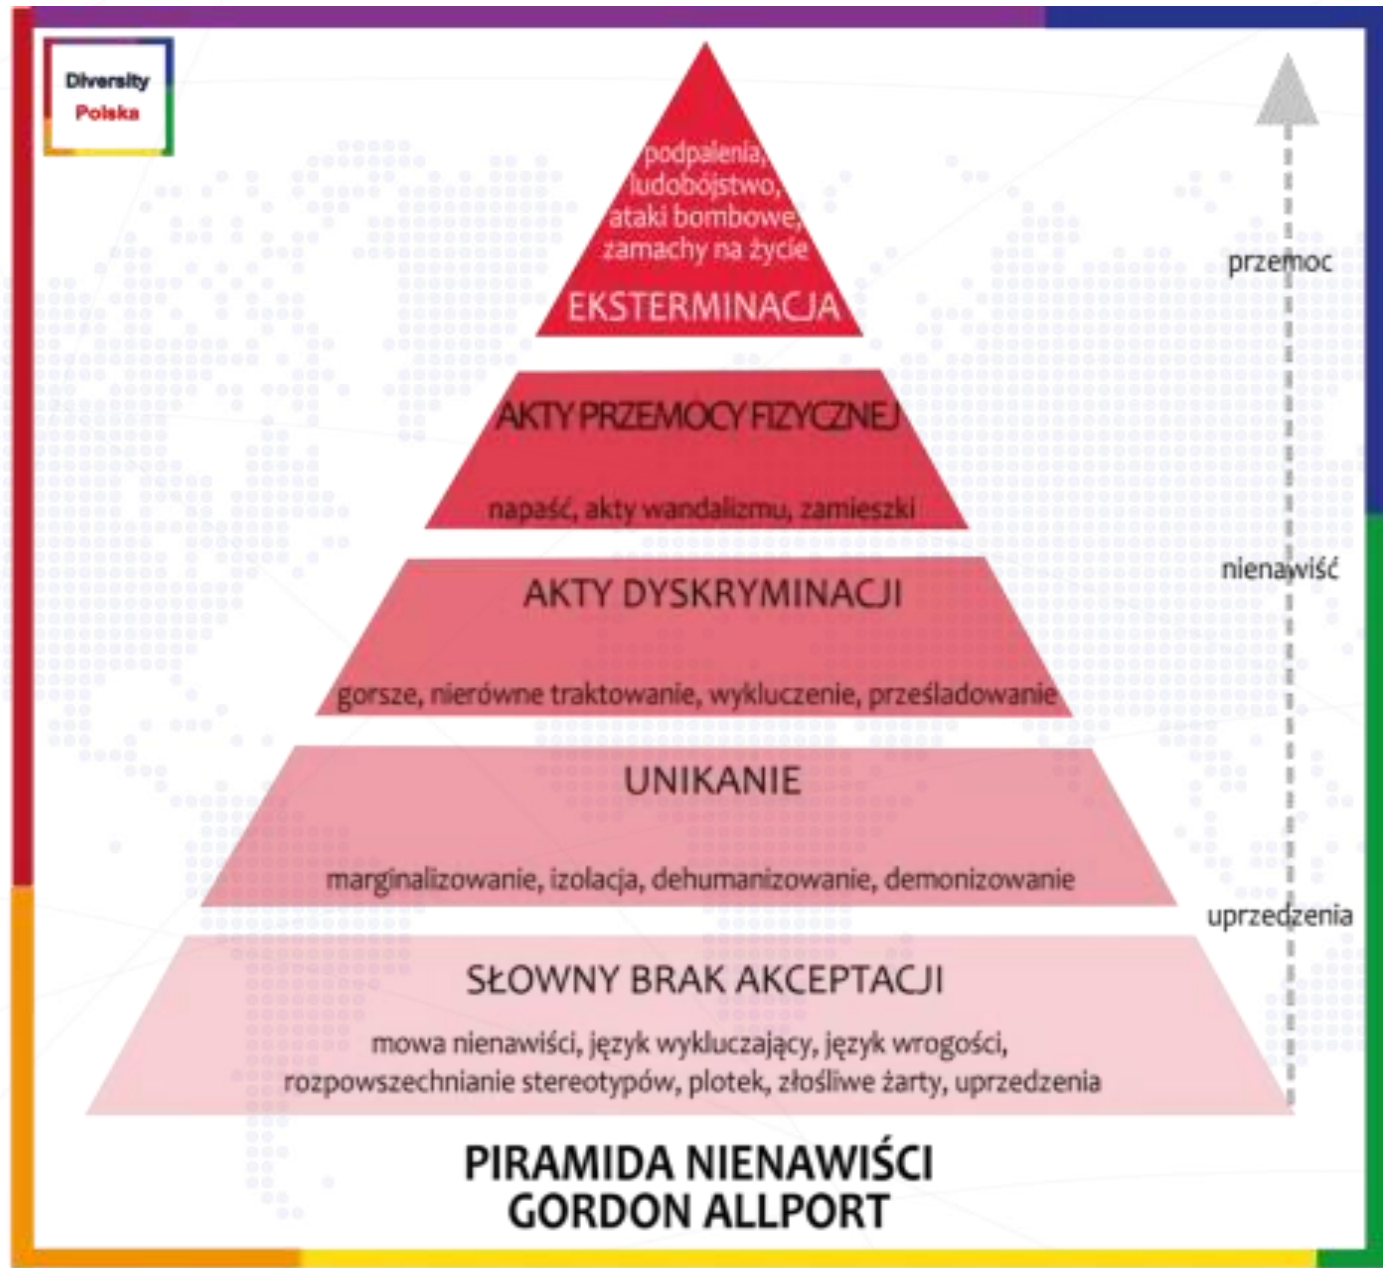 Diversity
Polska
podpalenia,
ludobójstwo,
ataki bombowe,
zamachy na życie
EKSTERMINACJA
przemoc
AKTY PRZEMOCY FIZYCZNEJ
napaść, akty wandalizmu, zamieszki
nienawiść
AKTY DYSKRYMINACJI
gorsze, nierówne traktowanie, wykluczenie, prześladowanie
UNIKANIE
marginalizowanie, izolacja, dehumanizowanie, demonizowanie
uprzedzenia
SŁOWNY BRAK AKCEPTACJI
mowa nienawiści, język wykluczający, język wrogości,
rozpowszechnianie stereotypów, plotek, złośliwe żarty, uprzedzenia
PIRAMIDA NIENAWIŚCI
GORDON ALLPORT